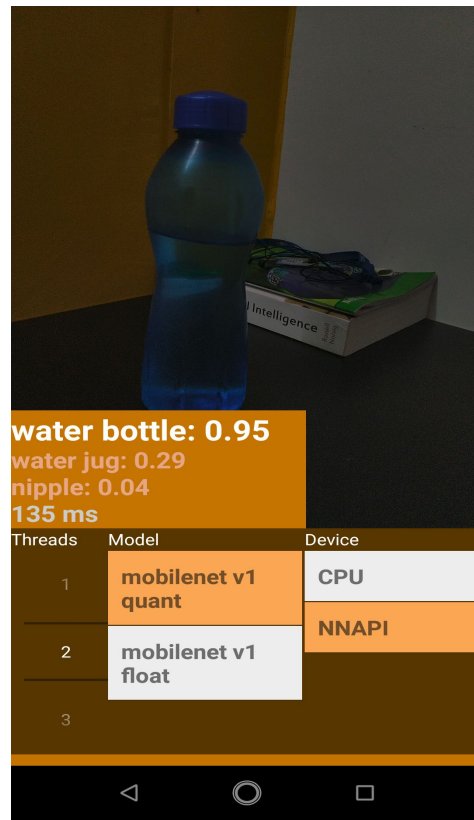 l Intelligence
water bottle: 0.95
water jug: 0.29
nipple: 0.04
135 ms
Threads Model Device
1
mobilenet v1
quant
CPU
NNAPI
2
mobilenet v1
float
3